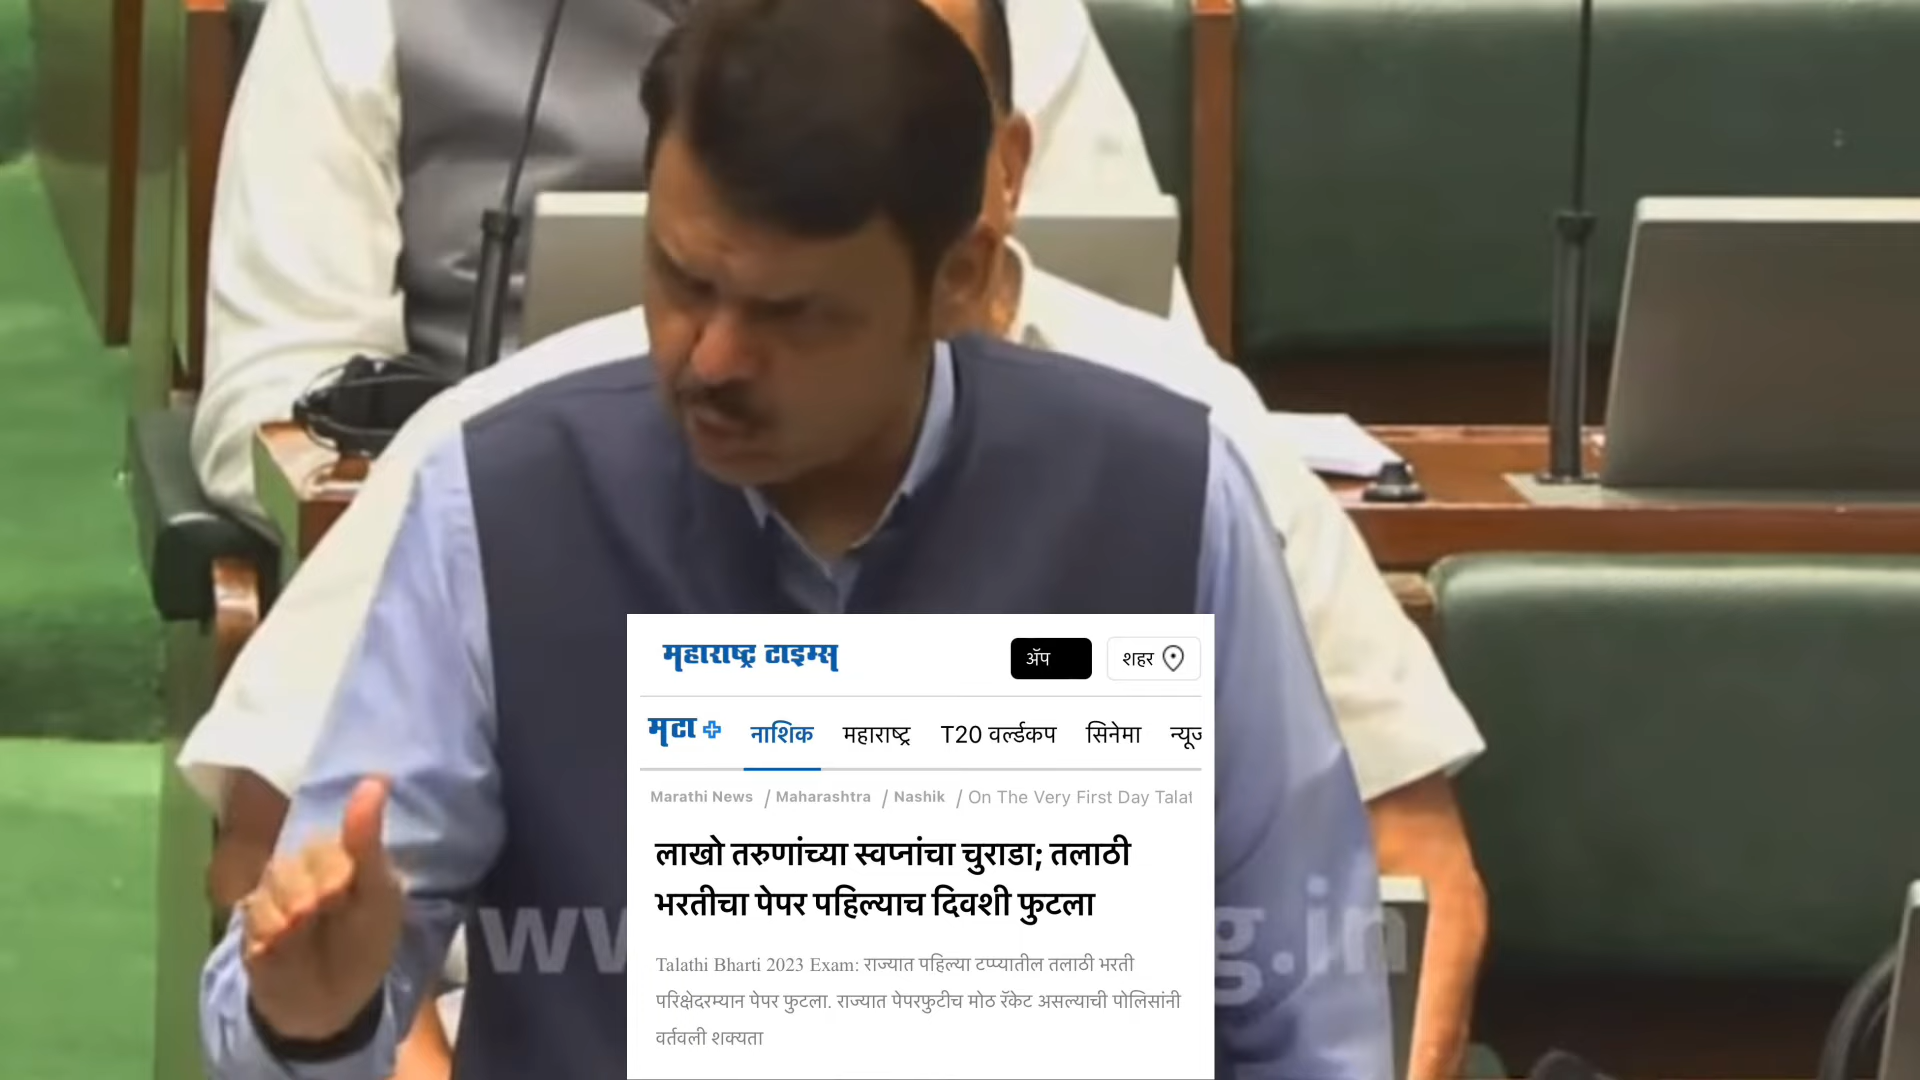 महाराष्ट्र टाइम्स
ॲप
शहर
मटा +
नाशिक
महाराष्ट्र
T20 वर्ल्डकप
सिनेमा
न्यूज
Marathi News / Maharashtra / Nashik / On The Very First Day Talat
लाखो तरुणांच्या स्वप्नांचा चुराडा; तलाठी
भरतीचा पेपर पहिल्याच दिवशी फुटला
Talathi Bharti 2023 Exam: राज्यात पहिल्या टप्प्यातील तलाठी भरती
परिक्षेदरम्यान पेपर फुटला. राज्यात पेपरफुटीच मोठ रॅकेट असल्याची पोलिसांनी
वर्तवली शक्यता
g.in